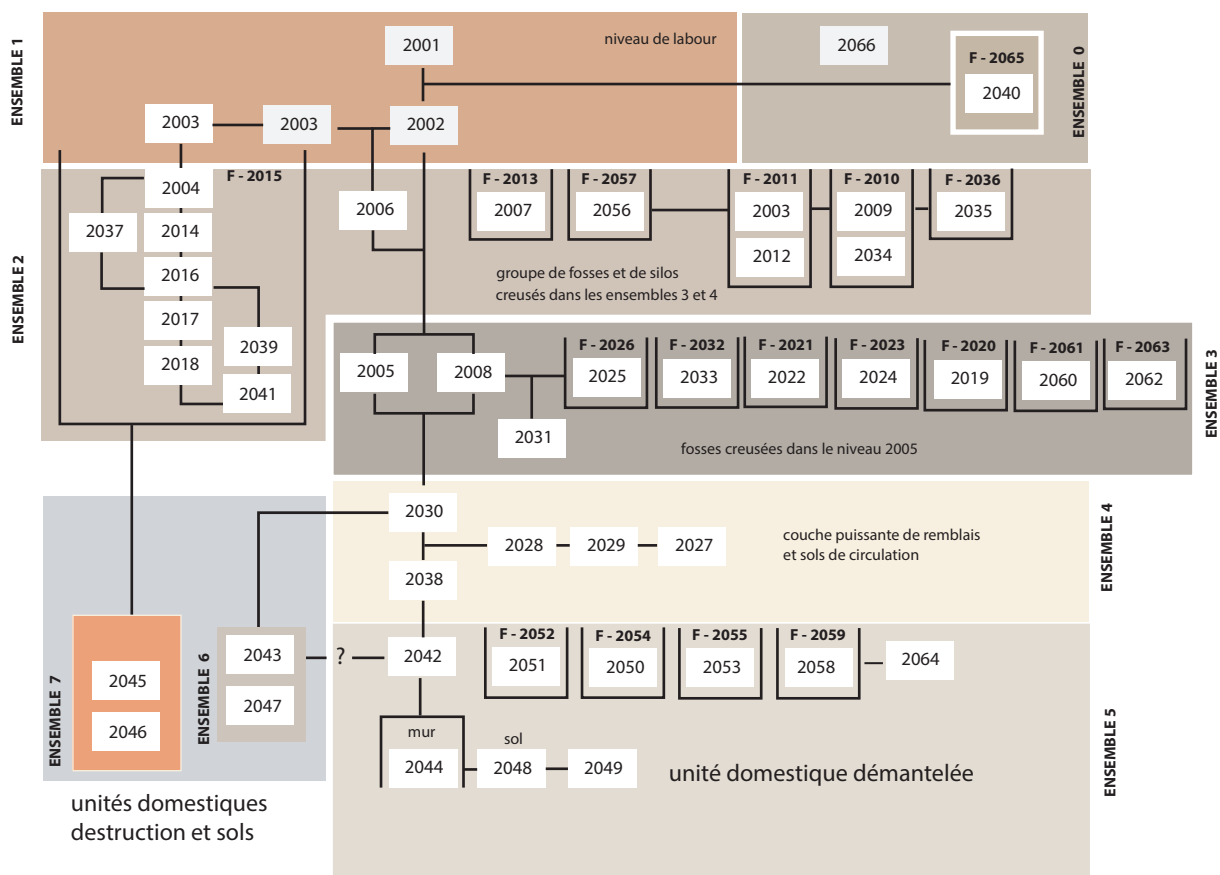 ENSEMBLE 1
niveau de labour
2001
2066
F - 2065
2040
ENSEMBLE 0
2003
2003
2002
ENSEMBLE 2
F - 2015
2004
2037
2014
2016
2017
2018
2039
2041
2006
F - 2013
2007
F - 2057
2056
F - 2011
2003
2012
F - 2010
2009
2034
F - 2036
2035
groupe de fosses et de silos
creusés dans les ensembles 3 et 4
2005
2008
2031
F - 2026
2025
F - 2032
2033
F - 2021
2022
F - 2023
2024
F - 2020
2019
F - 2061
2060
F - 2063
2062
fosses creusées dans le niveau 2005
ENSEMBLE 3
2030
2028
2029
2027
2038
couche puissante de remblais
et sols de circulation
ENSEMBLE 4
ENSEMBLE 7
2045
2046
ENSEMBLE 6
2043
2047
?
2042
F - 2052
2051
F - 2054
2050
F - 2055
2053
F - 2059
2058
2064
mur
2044
sol
2048
2049
unité domestique démantelée
ENSEMBLE 5
unités domestiques
destruction et sols